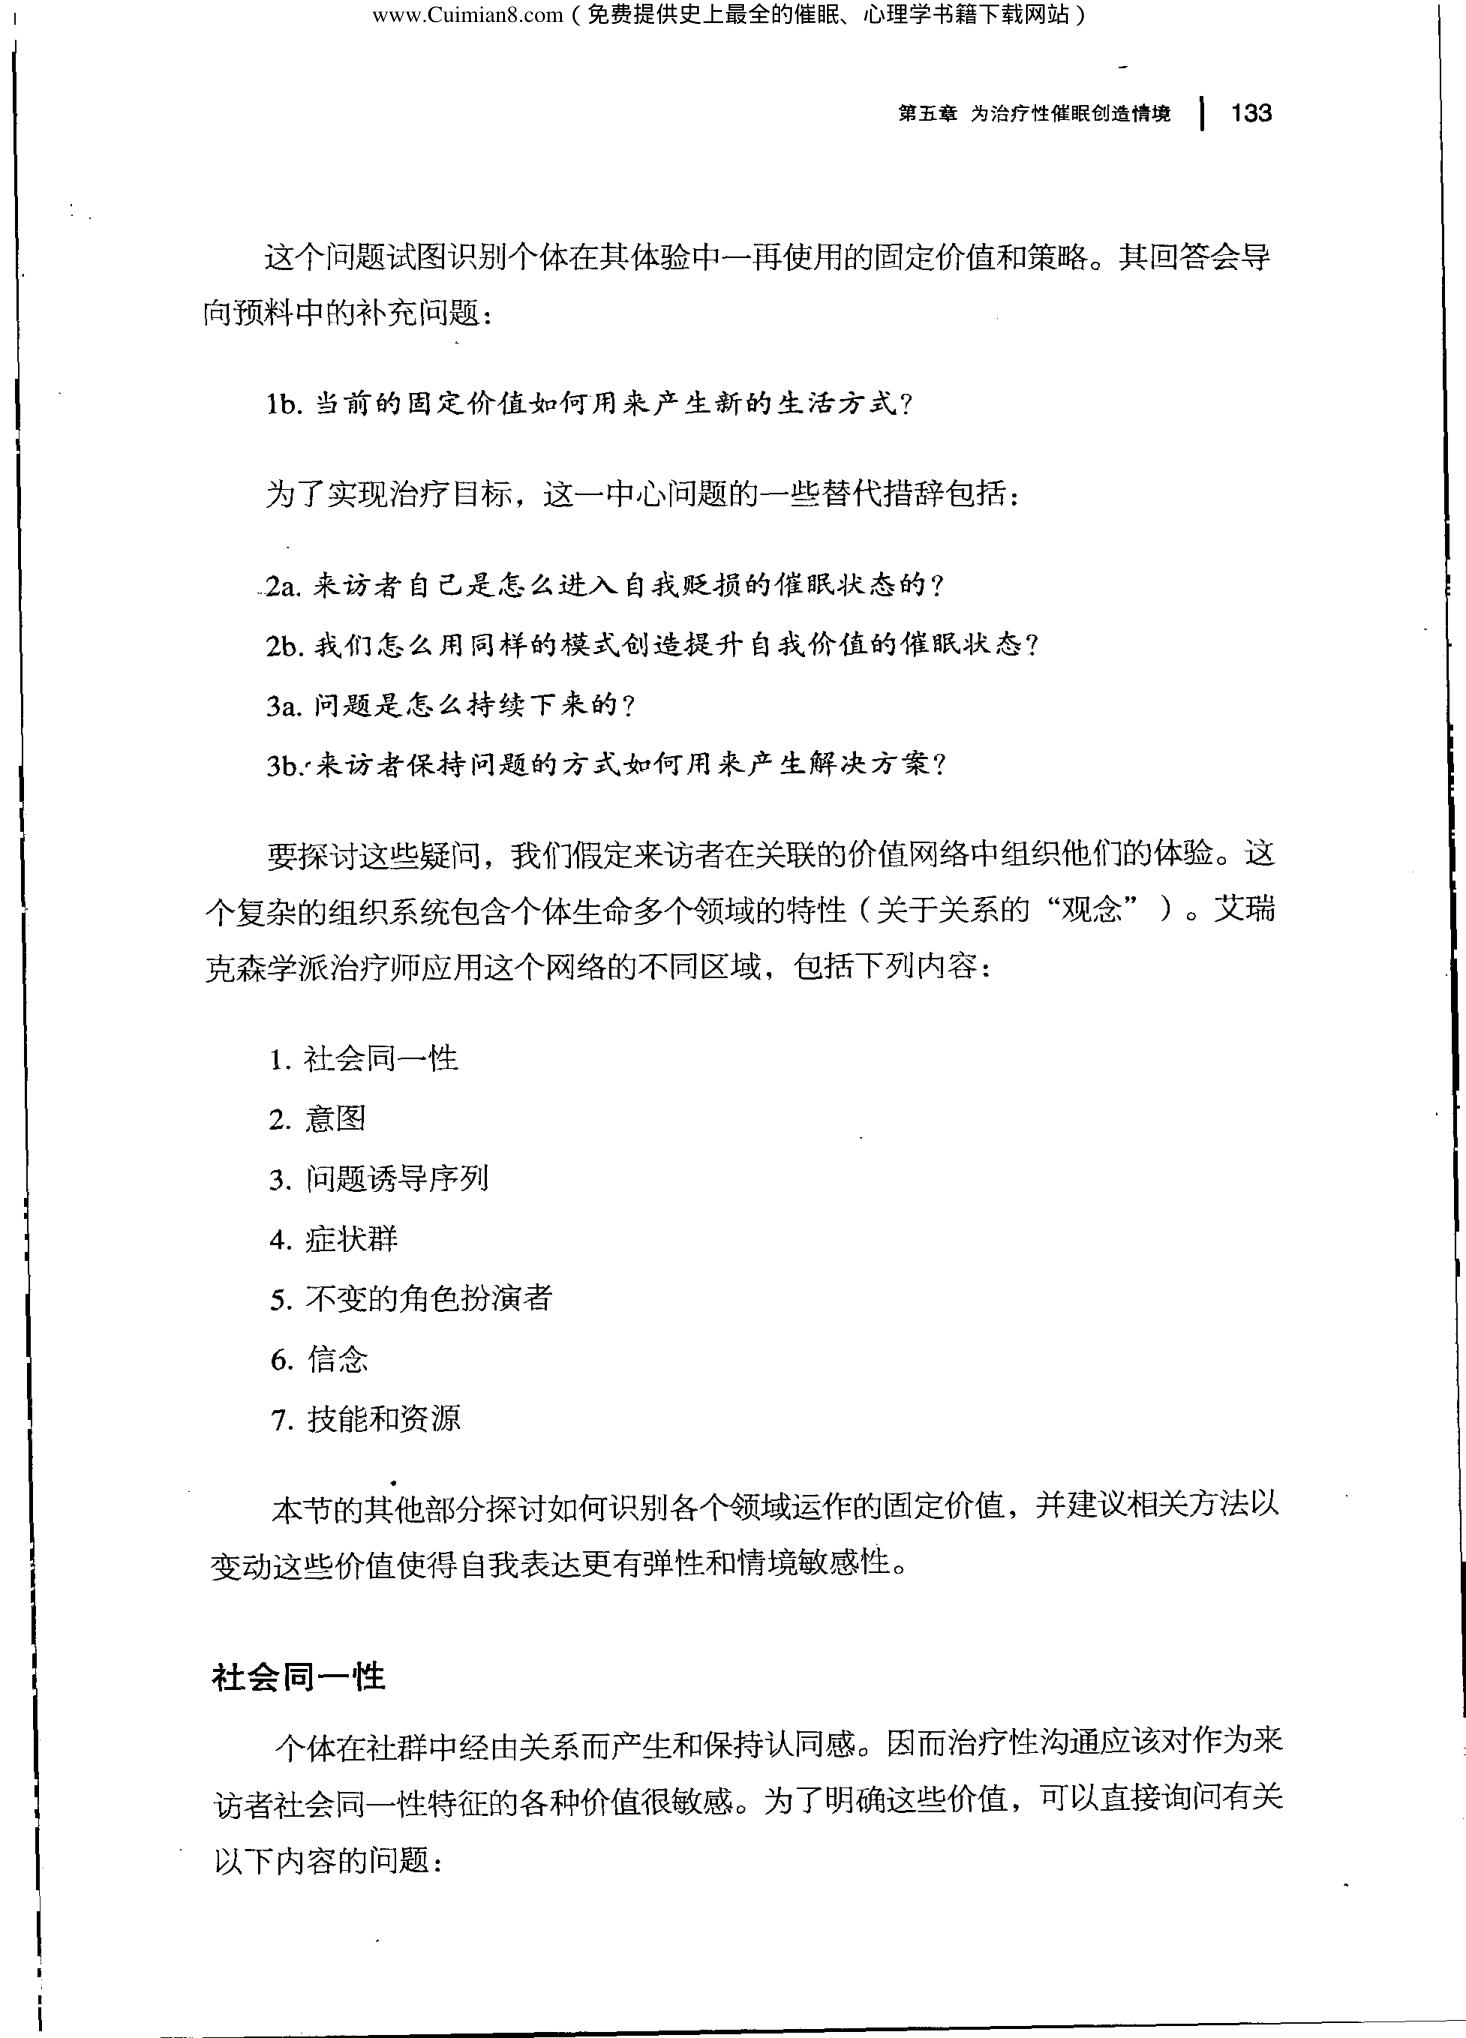 www.Cuimian8.com（免费提供史上最全的催眠、心理学书籍下载网站）
第五章 为治疗性催眠创造情境 | 133
这个问题试图识别个体在其体验中一再使用的固定价值和策略。其回答会导
向预料中的补充问题：
1b. 当前的固定价值如何用来产生新的生活方式？
为了实现治疗目标，这一中心问题的一些替代措辞包括：
2a. 来访者自己是怎么进入自我贬损的催眠状态的？
2b. 我们怎么用同样的模式创造提升自我价值的催眠状态？
3a. 问题是怎么持续下来的？
3b. 来访者保持问题的方式如何用来产生解决方案？
要探讨这些疑问，我们假定来访者在关联的价值网络中组织他们的体验。这
个复杂的组织系统包含个体生命多个领域的特性（关于关系的“观念”）。艾瑞
克森学派治疗师应用这个网络的不同区域，包括下列内容：
1. 社会同一性
2. 意图
3. 问题诱导序列
4. 症状群
5. 不变的角色扮演者
6. 信念
7. 技能和资源
本节的其他部分探讨如何识别各个领域运作的固定价值，并建议相关方法以
变动这些价值使得自我表达更有弹性和情境敏感性。
社会同一性
个体在社群中经由关系而产生和保持认同感。因而治疗性沟通应该对作为来
访者社会同一性特征的各种价值很敏感。为了明确这些价值，可以直接询问有关
以下内容的问题：